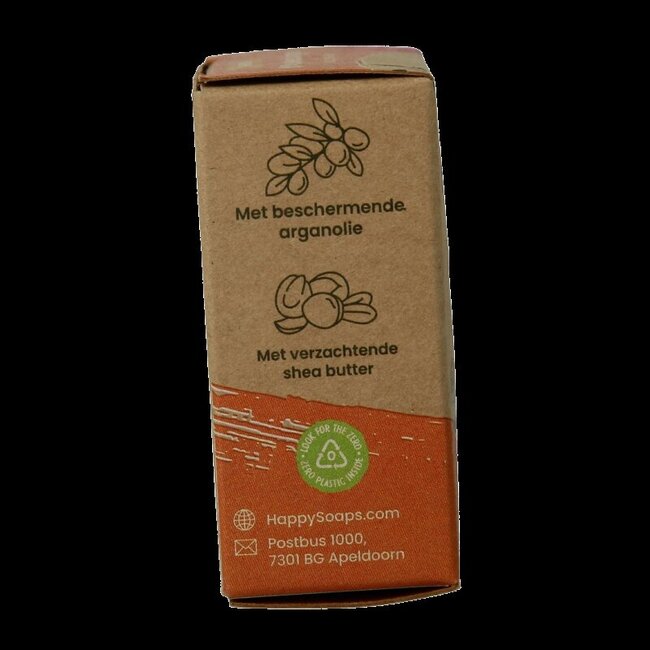 Met beschermende
arganolie
Met verzachtende
shea butter
• LOOK FOR THE ZERO •
0
ZERO PLASTIC INSIDE
HappySoaps.com
Postbus 1000,
7301 BG Apeldoorn